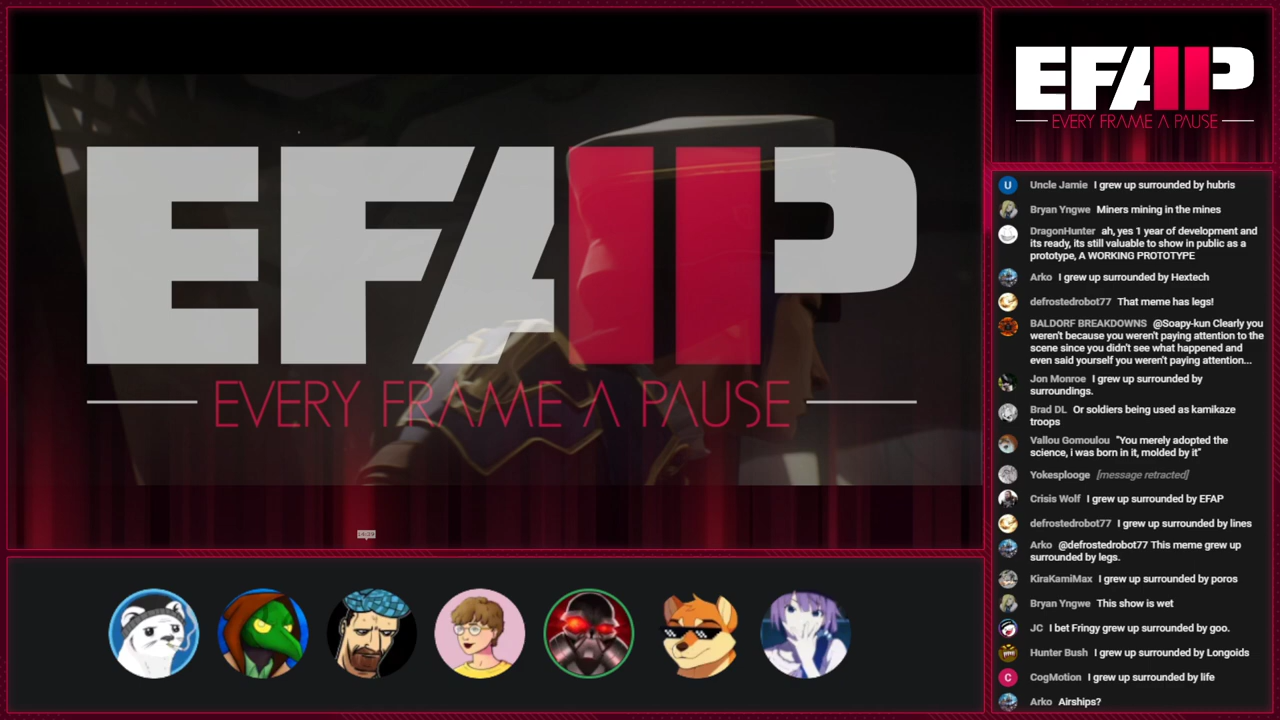 EFAP
EVERY FRAME A PAUSE
EFAP
EVERY FRAME A PAUSE
U Uncle Jamie I grew up surrounded by hubris
Bryan Yngwe Miners mining in the mines
DragonHunter ah, yes 1 year of development and
its ready, its still valuable to show in public as a
prototype, A WORKING PROTOTYPE
Arko I grew up surrounded by Hextech
defrostedrobot77 That meme has legs!
BALDORF BREAKDOWNS @Soapy-kun Clearly you
weren't because you weren't paying attention to the
scene since you didn't see what happened and
even said yourself you weren't paying attention...
Jon Monroe I grew up surrounded by
surroundings.
Brad DL Or soldiers being used as kamikaze
troops
Vallou Gomoulou "You merely adopted the
science, i was born in it, molded by it"
Yokesplooge [message retracted]
Crisis Wolf I grew up surrounded by EFAP
defrostedrobot77 I grew up surrounded by lines
Arko @defrostedrobot77 This meme grew up
surrounded by legs.
KiraKamiMax I grew up surrounded by poros
Bryan Yngwe This show is wet
JC I bet Fringy grew up surrounded by goo.
Hunter Bush I grew up surrounded by Longoids
C CogMotion I grew up surrounded by life
Arko Airships?